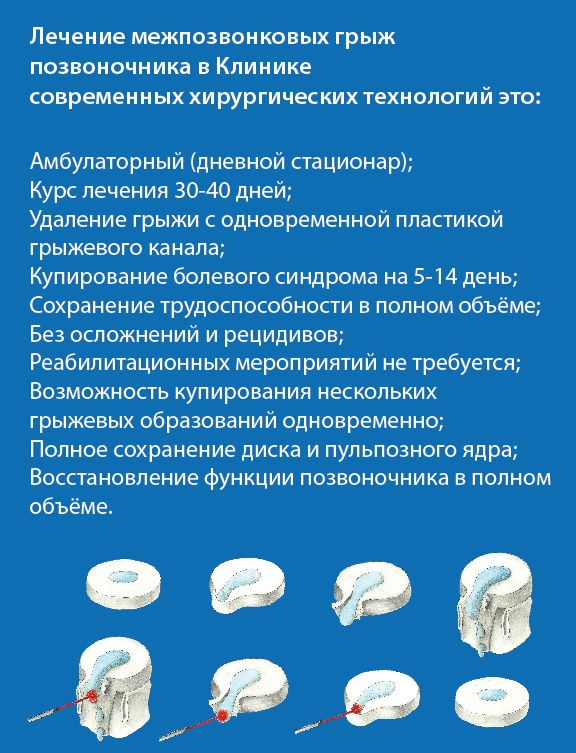 Лечение межпозвонковых грыж
позвоночника в Клинике
современных хирургических технологий это:
Амбулаторный (дневной стационар);
Курс лечения 30-40 дней;
Удаление грыжи с одновременной пластикой
грыжевого канала;
Купирование болевого синдрома на 5-14 день;
Сохранение трудоспособности в полном объёме;
Без осложнений и рецидивов;
Реабилитационных мероприятий не требуется;
Возможность купирования нескольких
грыжевых образований одновременно;
Полное сохранение диска и пульпозного ядра;
Восстановление функции позвоночника в полном
объёме.